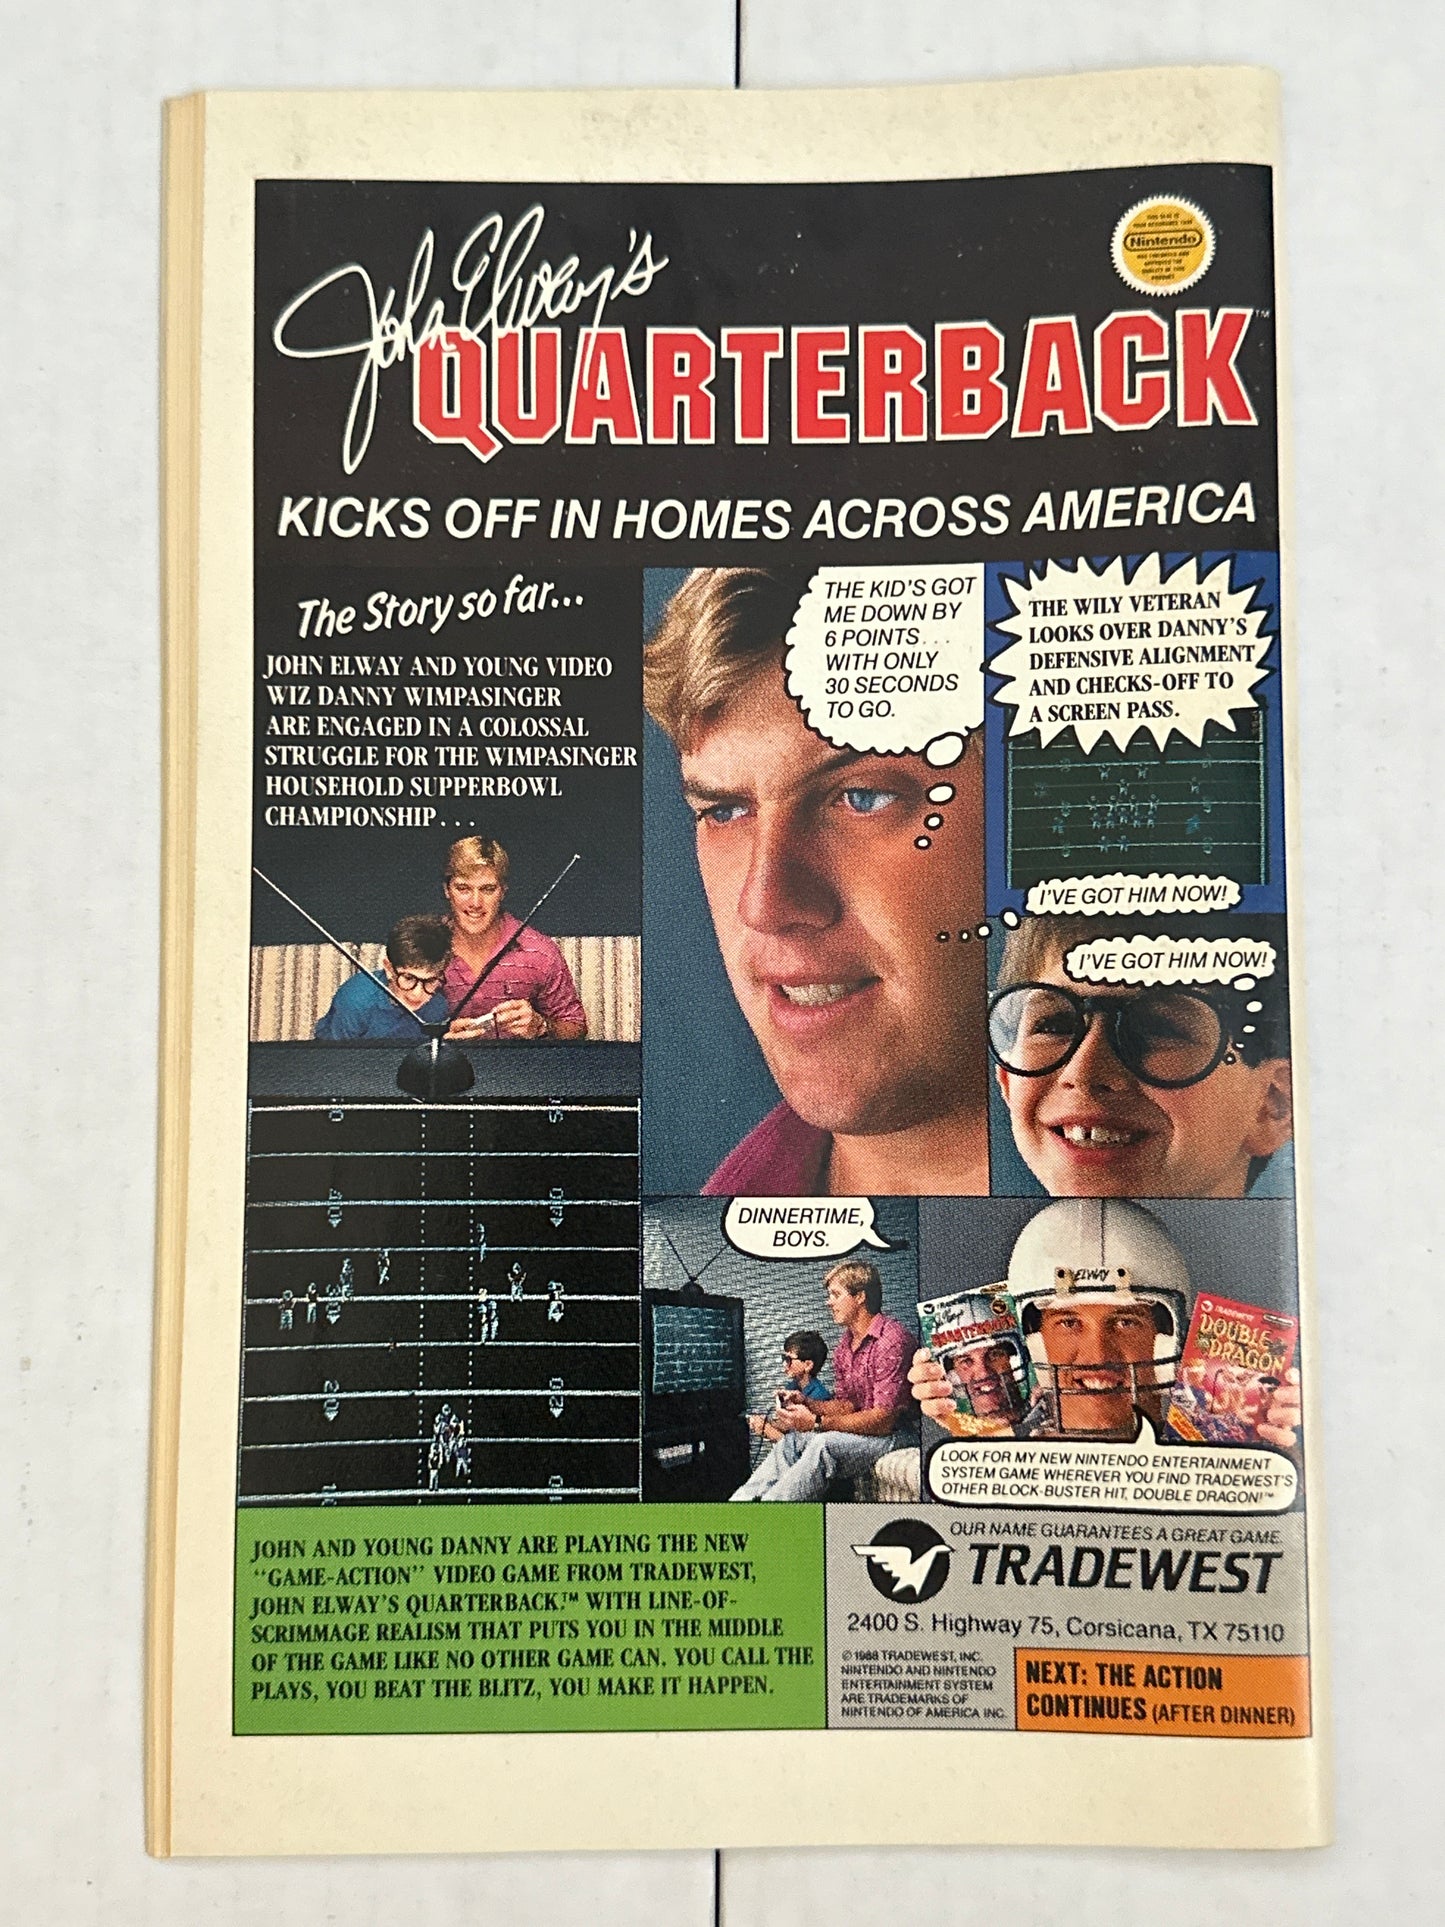 John Elway's
Nintendo
QUARTERBACK™
KICKS OFF IN HOMES ACROSS AMERICA
The Story so far...
JOHN ELWAY AND YOUNG VIDEO
WIZ DANNY WIMPASINGER
ARE ENGAGED IN A COLOSSAL
STRUGGLE FOR THE WIMPASINGER
HOUSEHOLD SUPPERBOWL
CHAMPIONSHIP . . .
THE KID'S GOT
ME DOWN BY
6 POINTS . . .
WITH ONLY
30 SECONDS
TO GO.
THE WILY VETERAN
LOOKS OVER DANNY'S
DEFENSIVE ALIGNMENT
AND CHECKS-OFF TO
A SCREEN PASS.
I'VE GOT HIM NOW!
I'VE GOT HIM NOW!
DINNERTIME,
BOYS.
ELWAY
TRADEWEST
QUARTERBACK
TRADEWEST
DOUBLE
DRAGON
LOOK FOR MY NEW NINTENDO ENTERTAINMENT
SYSTEM GAME WHEREVER YOU FIND TRADEWEST'S
OTHER BLOCK-BUSTER HIT, DOUBLE DRAGON!™
JOHN AND YOUNG DANNY ARE PLAYING THE NEW
"GAME-ACTION" VIDEO GAME FROM TRADEWEST,
JOHN ELWAY'S QUARTERBACK.™ WITH LINE-OF-
SCRIMMAGE REALISM THAT PUTS YOU IN THE MIDDLE
OF THE GAME LIKE NO OTHER GAME CAN. YOU CALL THE
PLAYS, YOU BEAT THE BLITZ, YOU MAKE IT HAPPEN.
OUR NAME GUARANTEES A GREAT GAME.
TRADEWEST
2400 S. Highway 75, Corsicana, TX 75110
© 1988 TRADEWEST, INC.
NINTENDO AND NINTENDO
ENTERTAINMENT SYSTEM
ARE TRADEMARKS OF
NINTENDO OF AMERICA INC.
NEXT: THE ACTION
CONTINUES (AFTER DINNER)